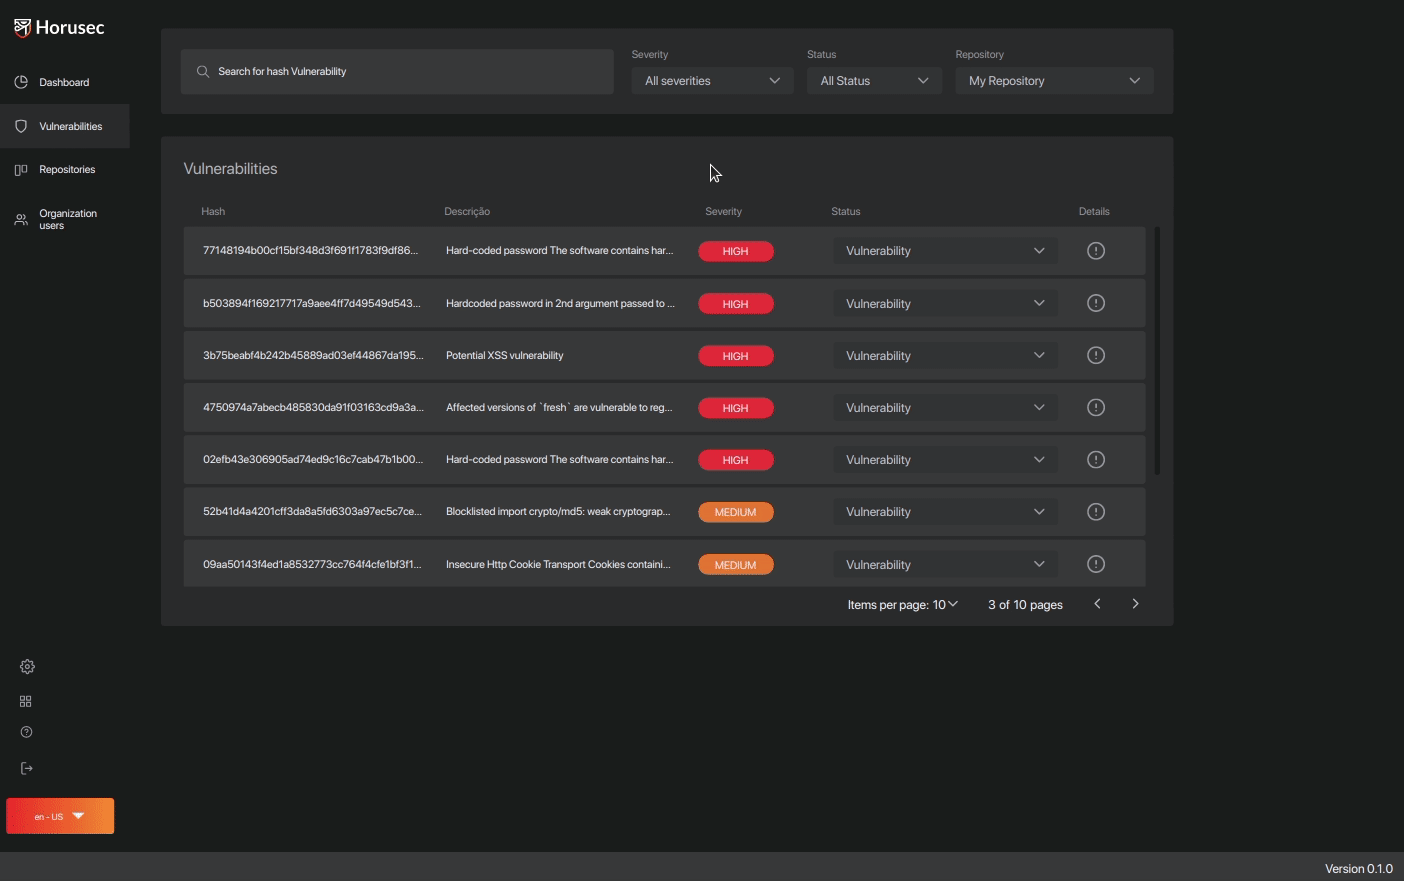 Horusec
Dashboard
Vulnerabilities
Repositories
Organization
users
en - US
Search for hash Vulnerability
Severity
All severities
Status
All Status
Repository
My Repository
Vulnerabilities
Hash Descrição Severity Status Details
77148194b00cf15bf348d3f691f1783f9df86... Hard-coded password The software contains har... HIGH Vulnerability
b503894f169217717a9aee4ff7d49549d543... Hardcoded password in 2nd argument passed to ... HIGH Vulnerability
3b75beabf4b242b45889ad03ef44867da195... Potential XSS vulnerability HIGH Vulnerability
4750974a7abecb485830da91f03163cd9a3a... Affected versions of `fresh` are vulnerable to reg... HIGH Vulnerability
02efb43e306905ad74ed9c16c7cab47b1b00... Hard-coded password The software contains har... HIGH Vulnerability
52b41d4a4201cff3da8a5fd6303a97ec5c7ce... Blocklisted import crypto/md5: weak cryptograp... MEDIUM Vulnerability
09aa50143f4ed1a8532773cc764f4cfe1bf3f1... Insecure Http Cookie Transport Cookies containi... MEDIUM Vulnerability
Items per page: 10 3 of 10 pages
Version 0.1.0